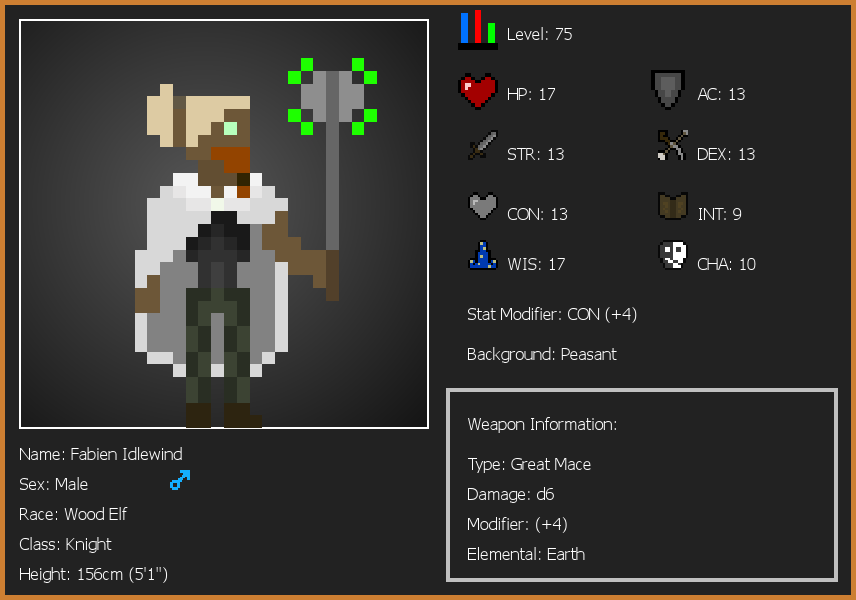 Level: 75
HP: 17
AC: 13
STR: 13
DEX: 13
CON: 13
INT: 9
WIS: 17
CHA: 10
Stat Modifier: CON (+4)
Background: Peasant
Weapon Information:
Type: Great Mace
Damage: d6
Modifier: (+4)
Elemental: Earth
Name: Fabien Idlewind
Sex: Male
Race: Wood Elf
Class: Knight
Height: 156cm (5'1")